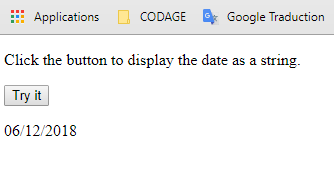 Applications CODAGE Google Traduction
Click the button to display the date as a string.
Try it
06/12/2018